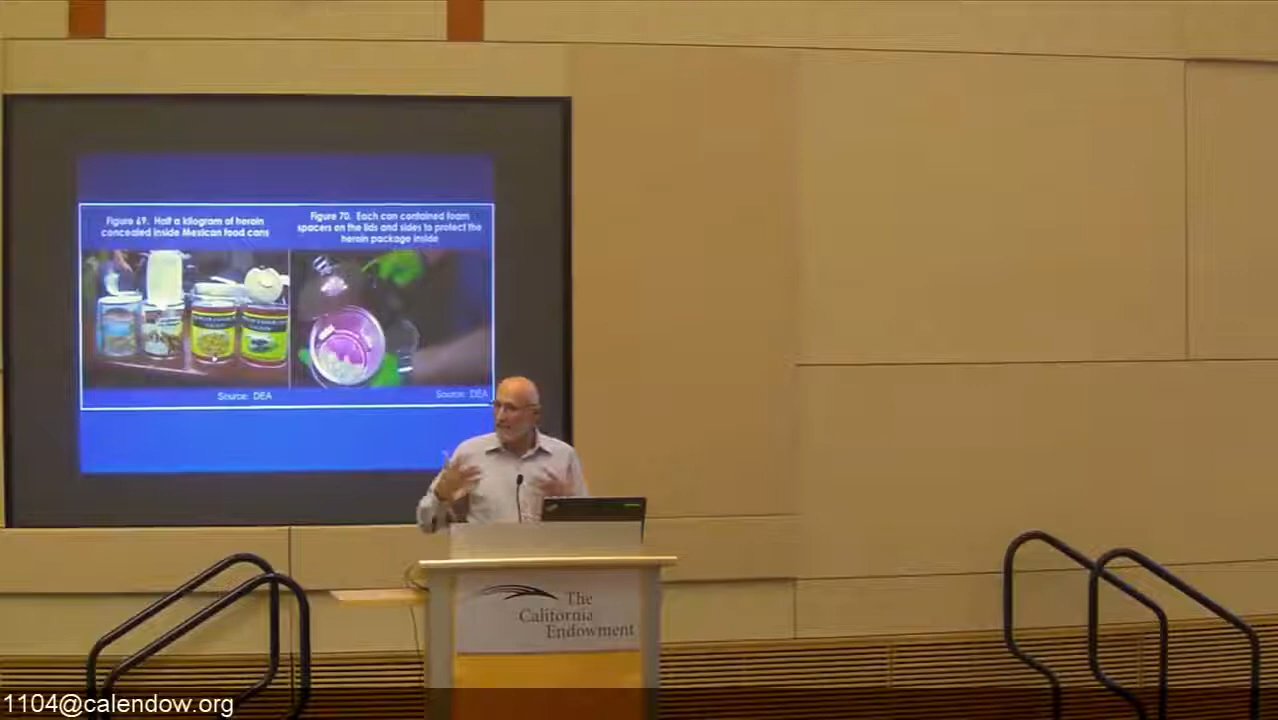 Figure 69. Half a kilogram of heroin
concealed inside Mexican food cans
Figure 70. Each can contained foam
spacers on the lids and sides to protect the
heroin package inside
Source: DEA
Source: DEA
The
California
Endowment
1104@calendow.org